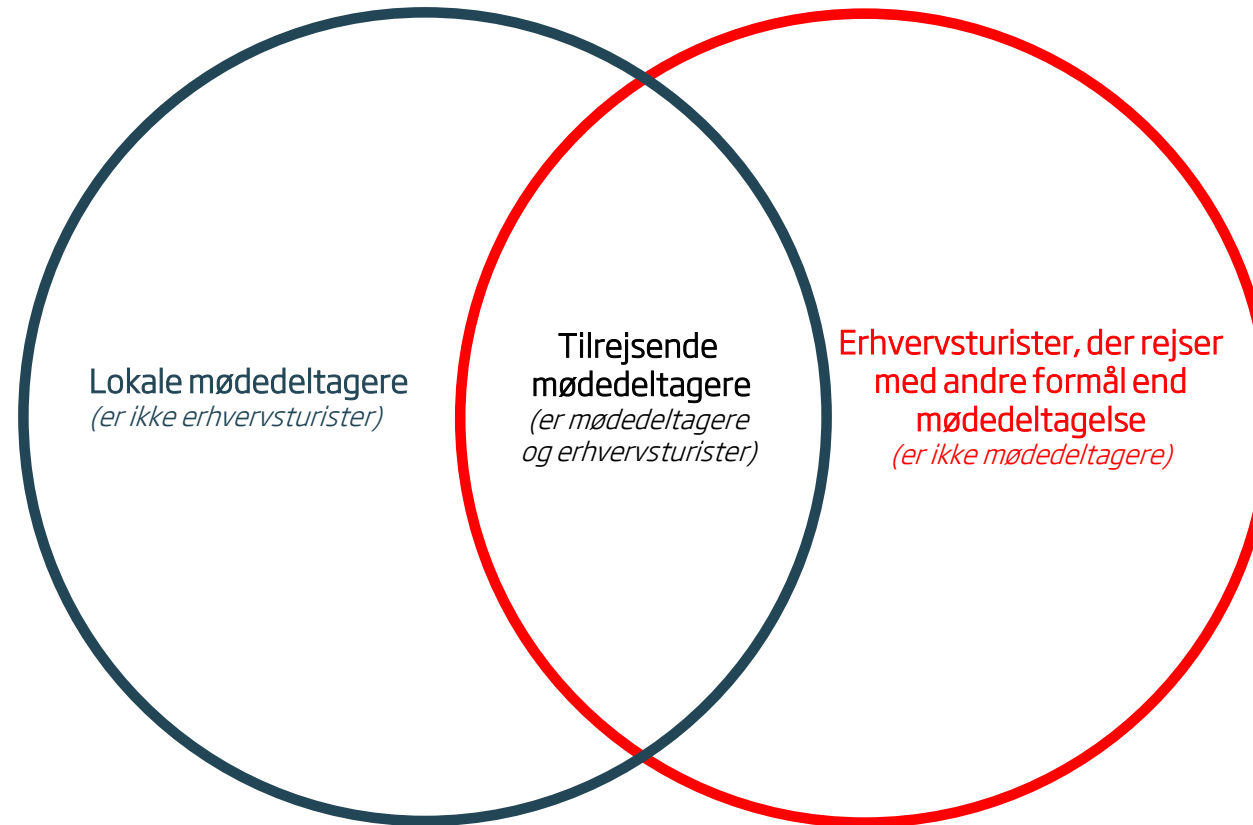 Lokale mødedeltagere
(er ikke erhvervsturister)
Tilrejsende
mødedeltagere
(er mødedeltagere
og erhvervsturister)
Erhvervsturister, der rejser
med andre formål end
mødedeltagelse
(er ikke mødedeltagere)